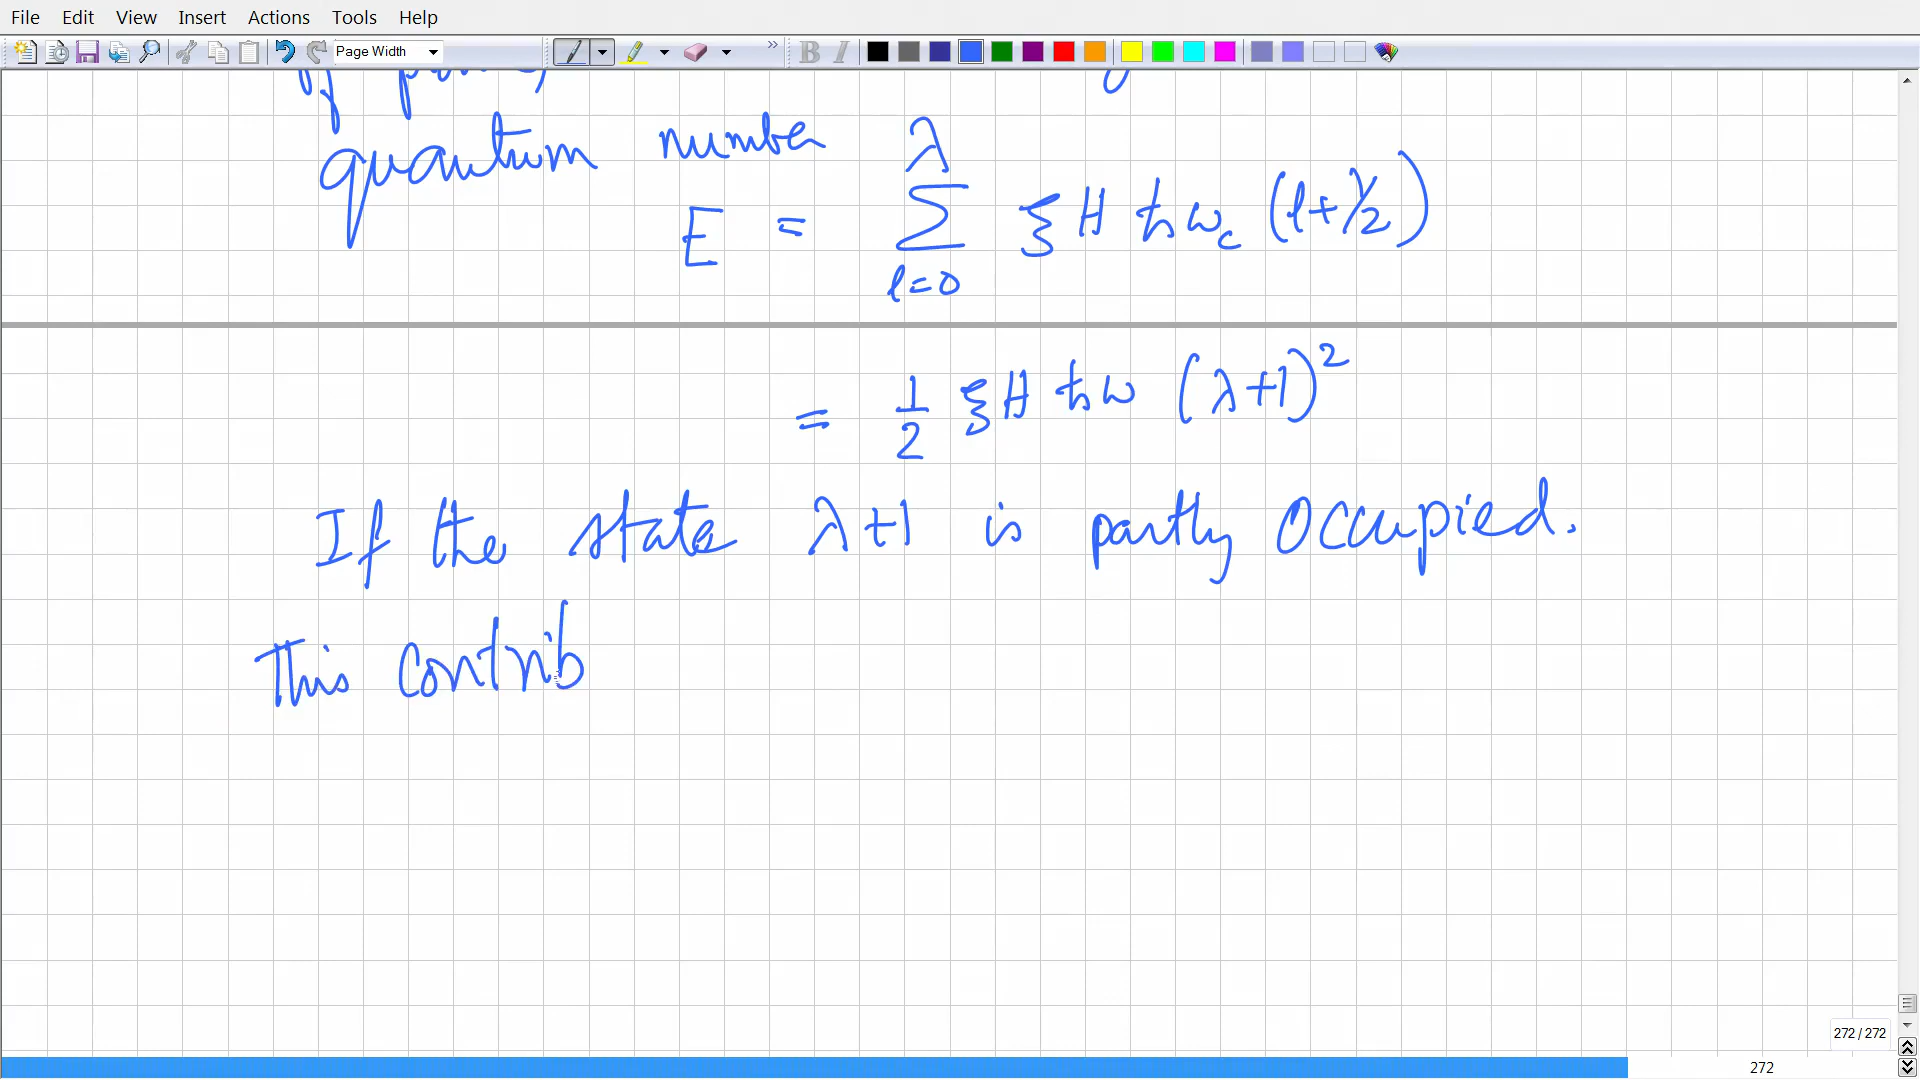 File Edit View Insert Actions Tools Help
Page Width
quantum number
E = \sum_{l=0}^{λ} ξH ħω_c (l+1/2)
= 1/2 ξH ħω (λ+1)^2
If the state λ+1 is partly Occupied.
This Contrib
272 / 272
272